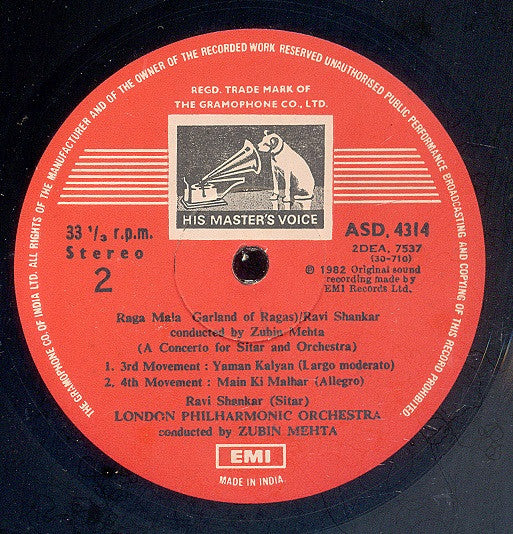 THE GRAMOPHONE CO OF INDIA LTD. ALL RIGHTS OF THE MANUFACTURER AND OF THE OWNER OF THE RECORDED WORK RESERVED UNAUTHORISED PUBLIC PERFORMANCE BROADCASTING AND COPYING OF THIS RECORD PROHIBITED.
REGD. TRADE MARK OF
THE GRAMOPHONE CO., LTD.
HIS MASTER'S VOICE
33 1/3 r.p.m.
Stereo
2
ASD. 4314
2DEA. 7537
(30-710)
℗ 1982 Original sound
recording made by
EMI Records Ltd.
Raga Mala Garland of Ragas)/Ravi Shankar
conducted by Zubin Mehta
(A Concerto for Sitar and Orchestra)
1. 3rd Movement : Yaman Kalyan (Largo moderato)
2. 4th Movement : Main Ki Malhar (Allegro)
Ravi Shankar (Sitar)
LONDON PHILHARMONIC ORCHESTRA
conducted by ZUBIN MEHTA
EMI
MADE IN INDIA.